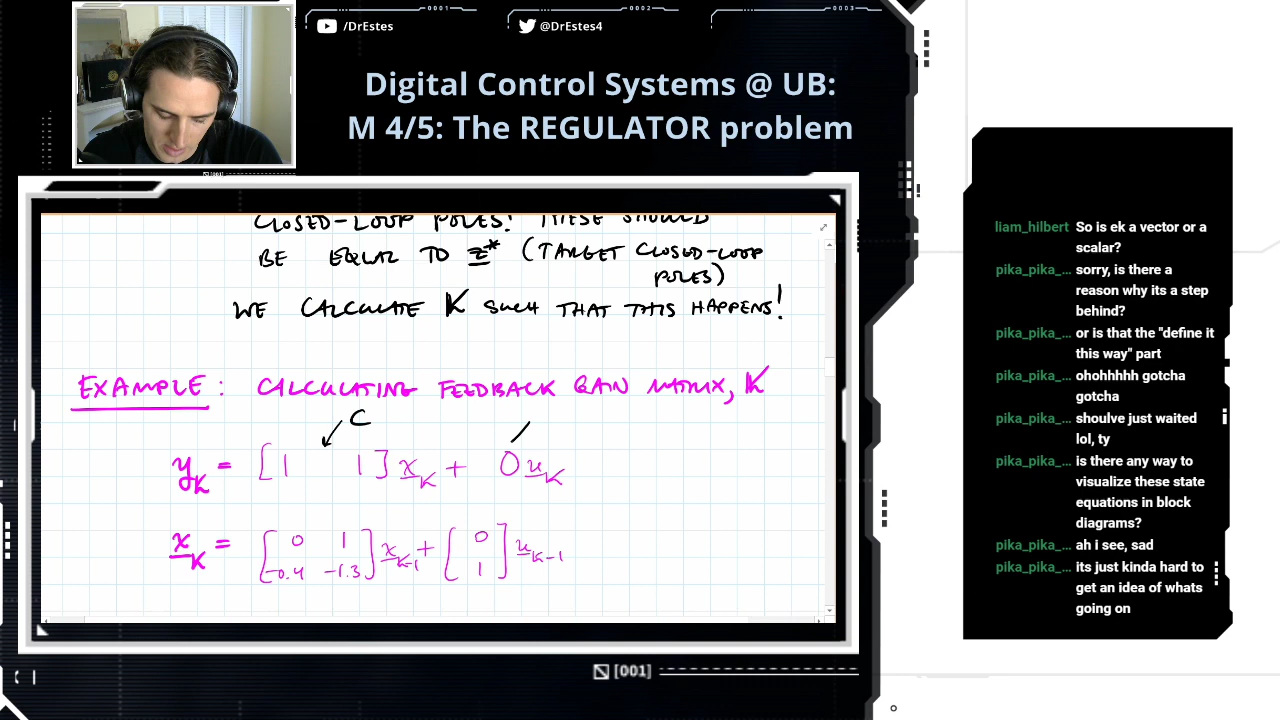 0001
0002
0003
/DrEstes
@DrEstes4
Digital Control Systems @ UB:
M 4/5: The REGULATOR problem
[001]
CLOSED-LOOP POLES! THESE SHOULD
BE EQUAL TO z* (TARGET CLOSED-LOOP
POLES)
WE CALCULATE K SUCH THAT THIS HAPPENS!
EXAMPLE: CALCULATING FEEDBACK GAIN MATRIX, K
C
y_K = [1 1] x_K + 0 u_K
x_K = [0 1; -0.4 -1.3] x_K-1 + [0; 1] u_K-1
[001]
liam_hilbert So is ek a vector or a
scalar?
pika_pika_... sorry, is there a
reason why its a step
behind?
pika_pika_... or is that the "define it
this way" part
pika_pika_... ohohhhhh gotcha
gotcha
pika_pika_... shoulve just waited
lol, ty
pika_pika_... is there any way to
visualize these state
equations in block
diagrams?
pika_pika_... ah i see, sad
pika_pika_... its just kinda hard to
get an idea of whats
going on